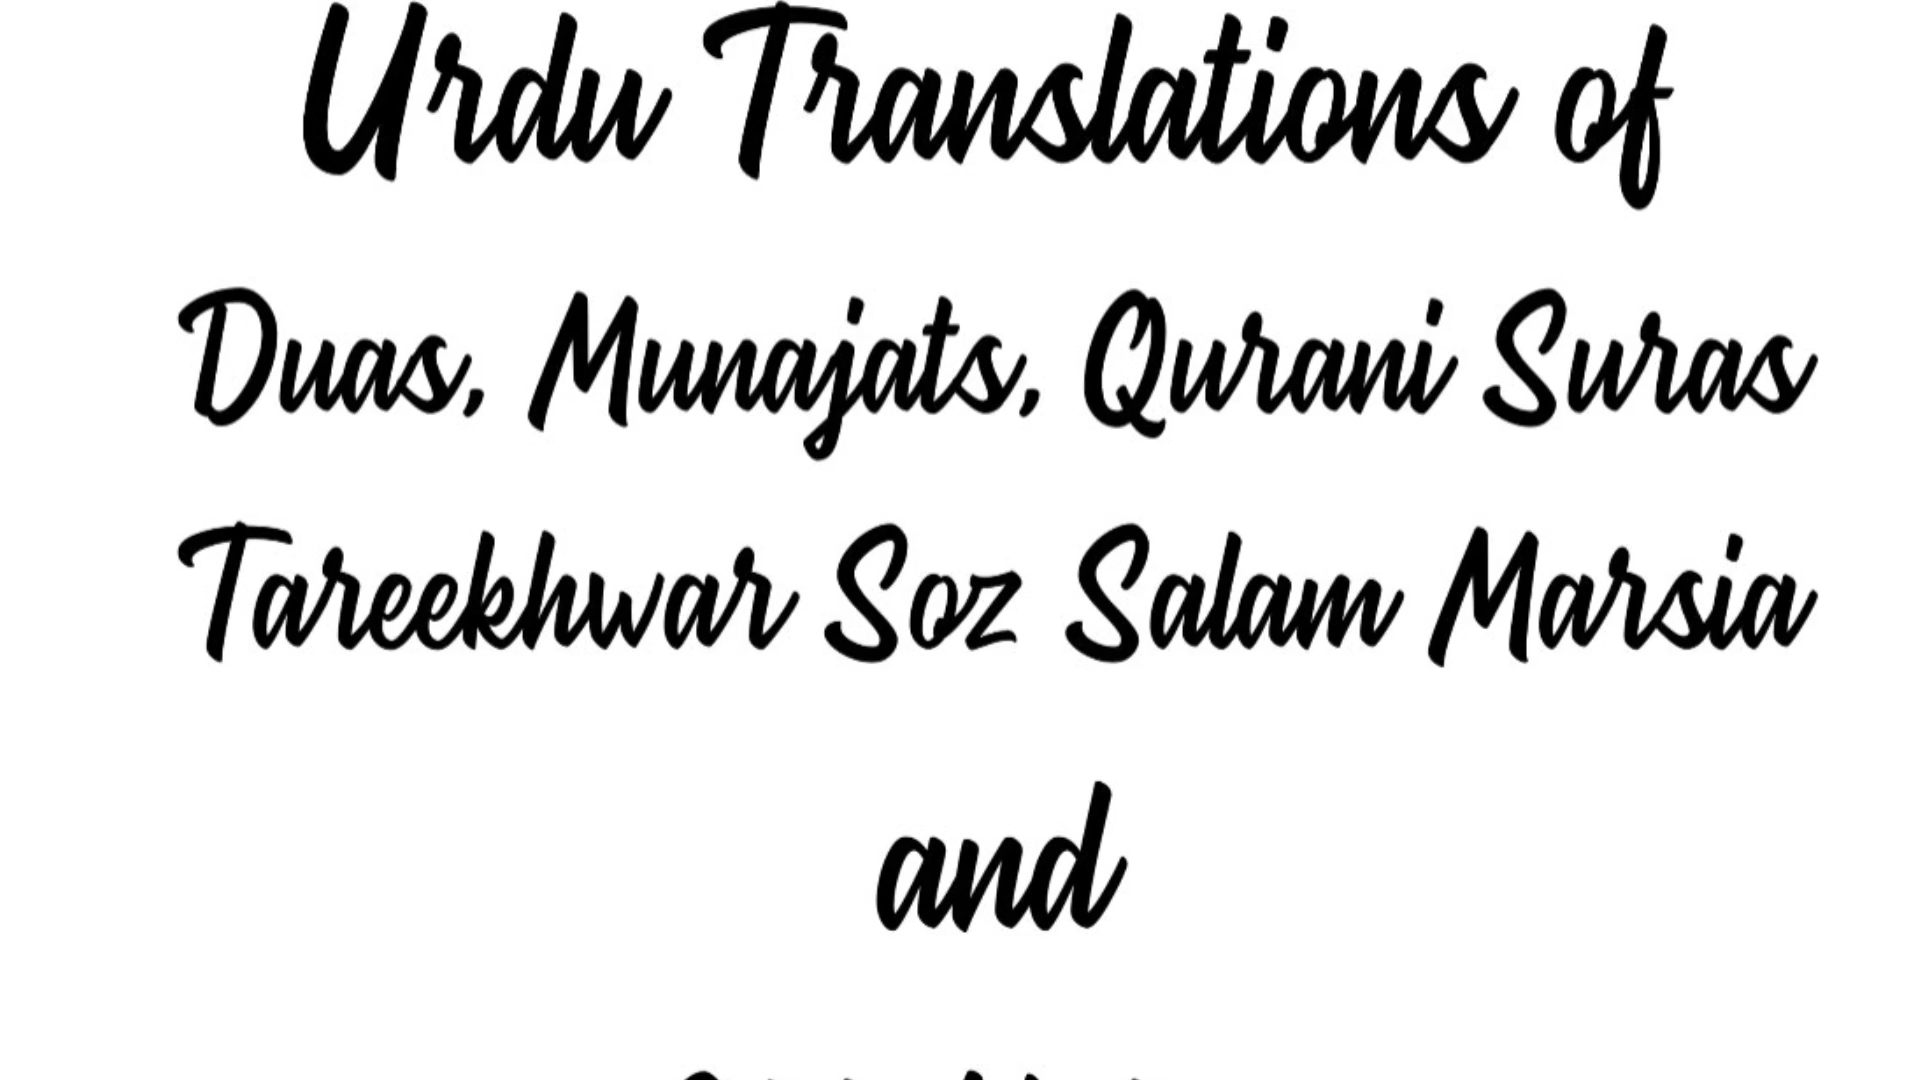 Urdu Translations of
Duas, Munajats, Qurani Suras
Tareekhwar Soz Salam Marsia
and